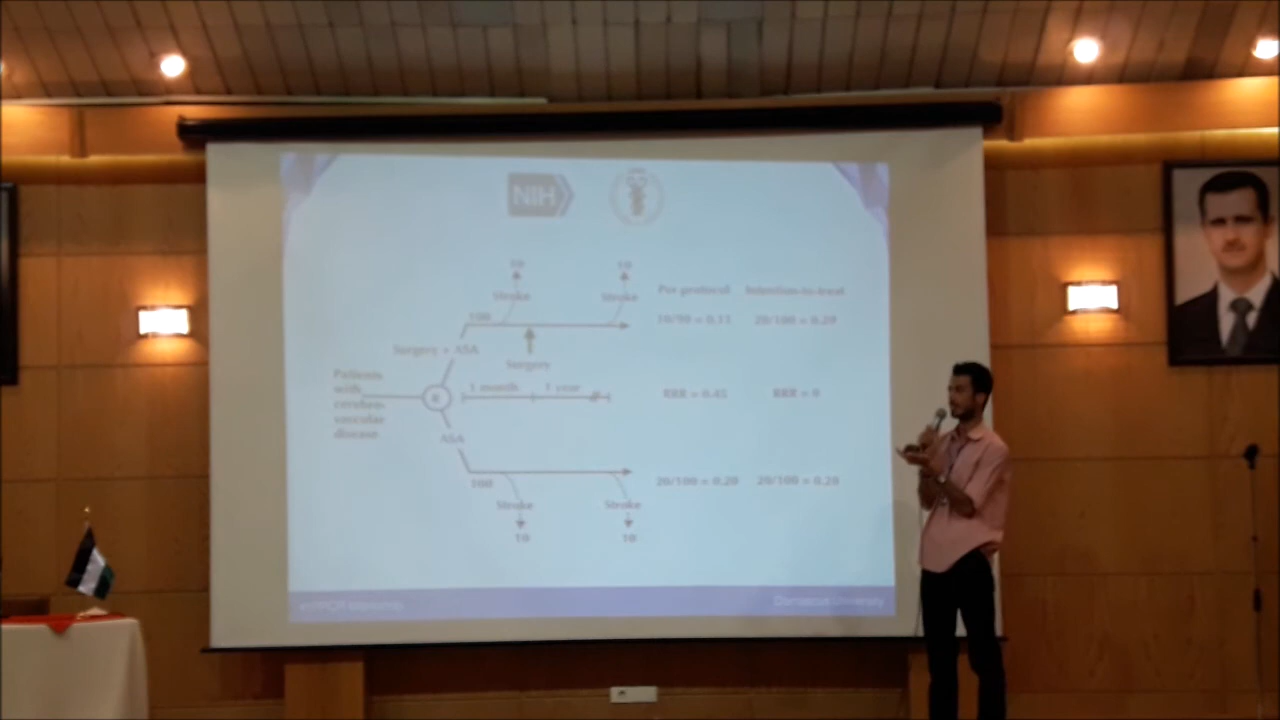 NIH
10
10
Stroke
Stroke
Per protocol Intention-to-treat
100
10/90 = 0.11 20/100 = 0.20
Surgery + ASA
Surgery
Patients
with
cerebro-
vascular
disease
R
1 month
1 year
RRR = 0.45 RRR = 0
ASA
100
20/100 = 0.20 20/100 = 0.20
Stroke
Stroke
10
10
Damascus University